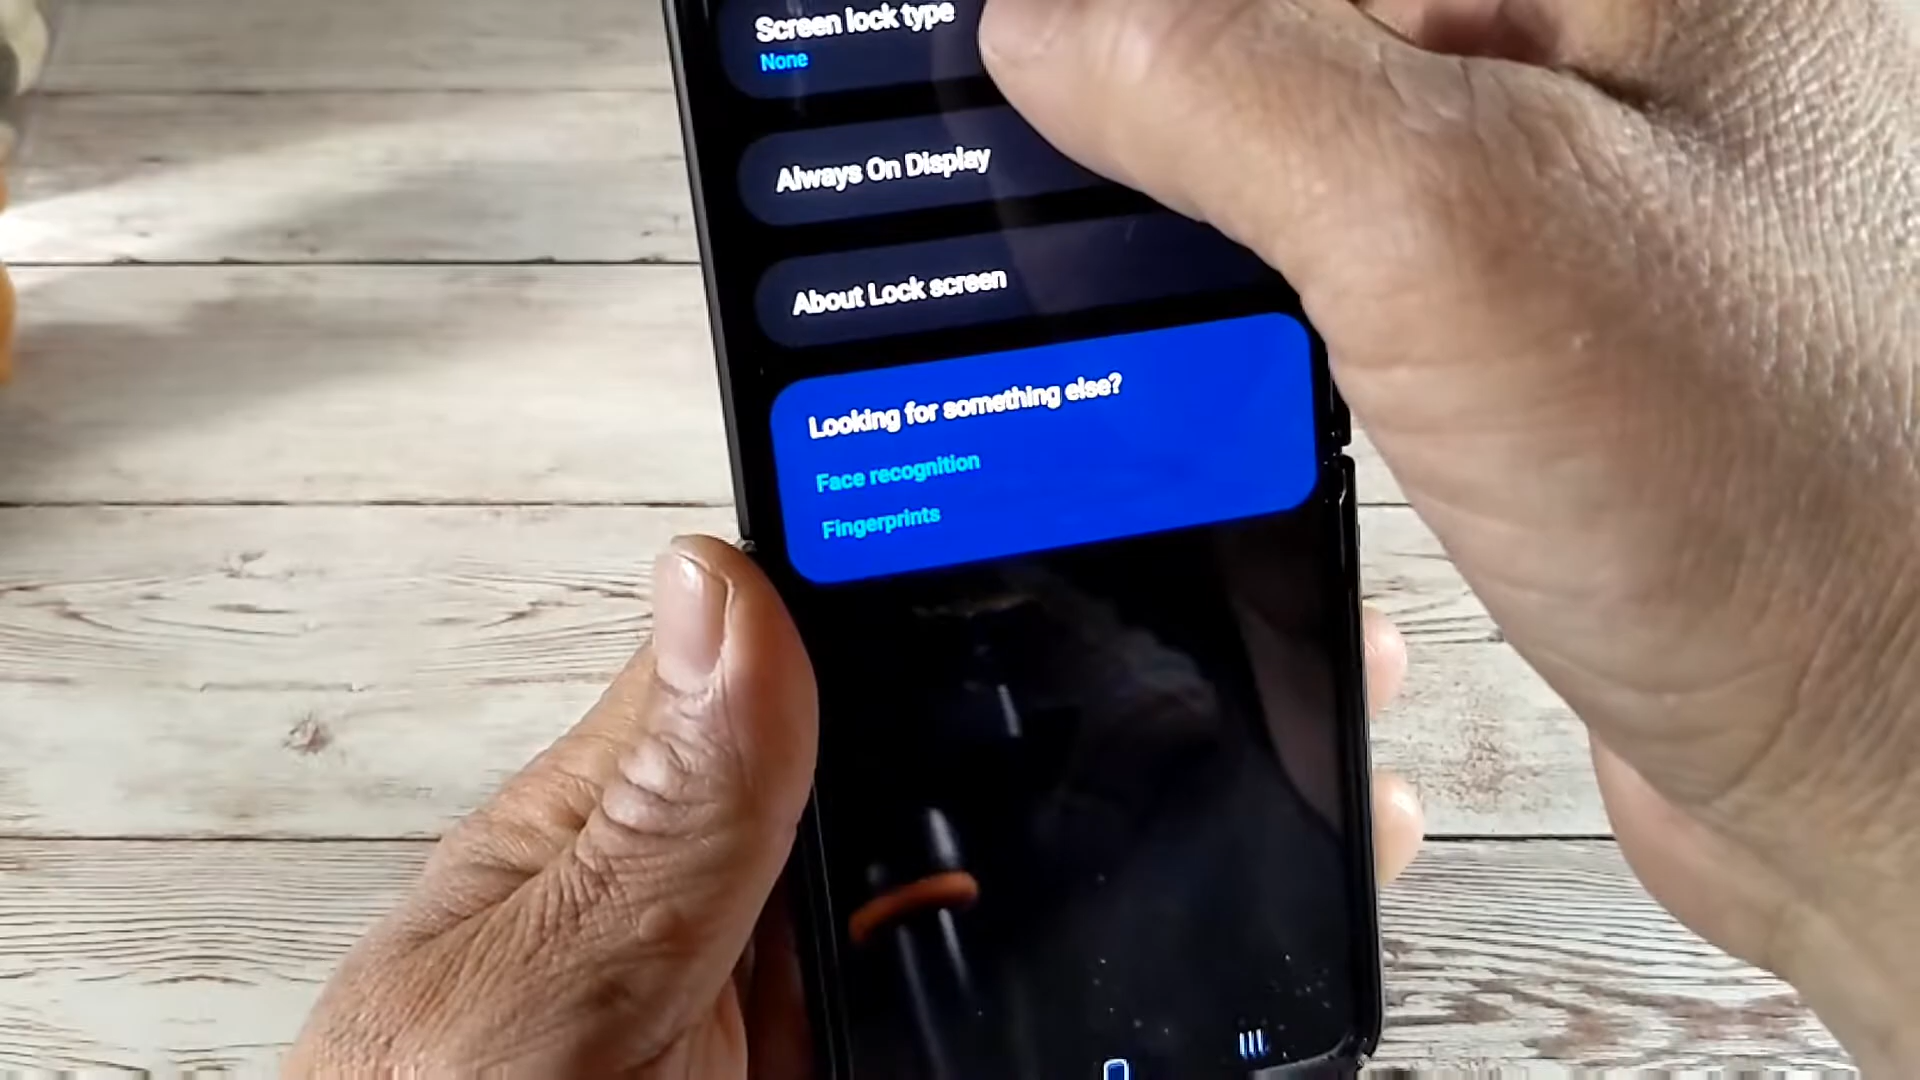 Screen lock type
None
Always On Display
About Lock screen
Looking for something else?
Face recognition
Fingerprints